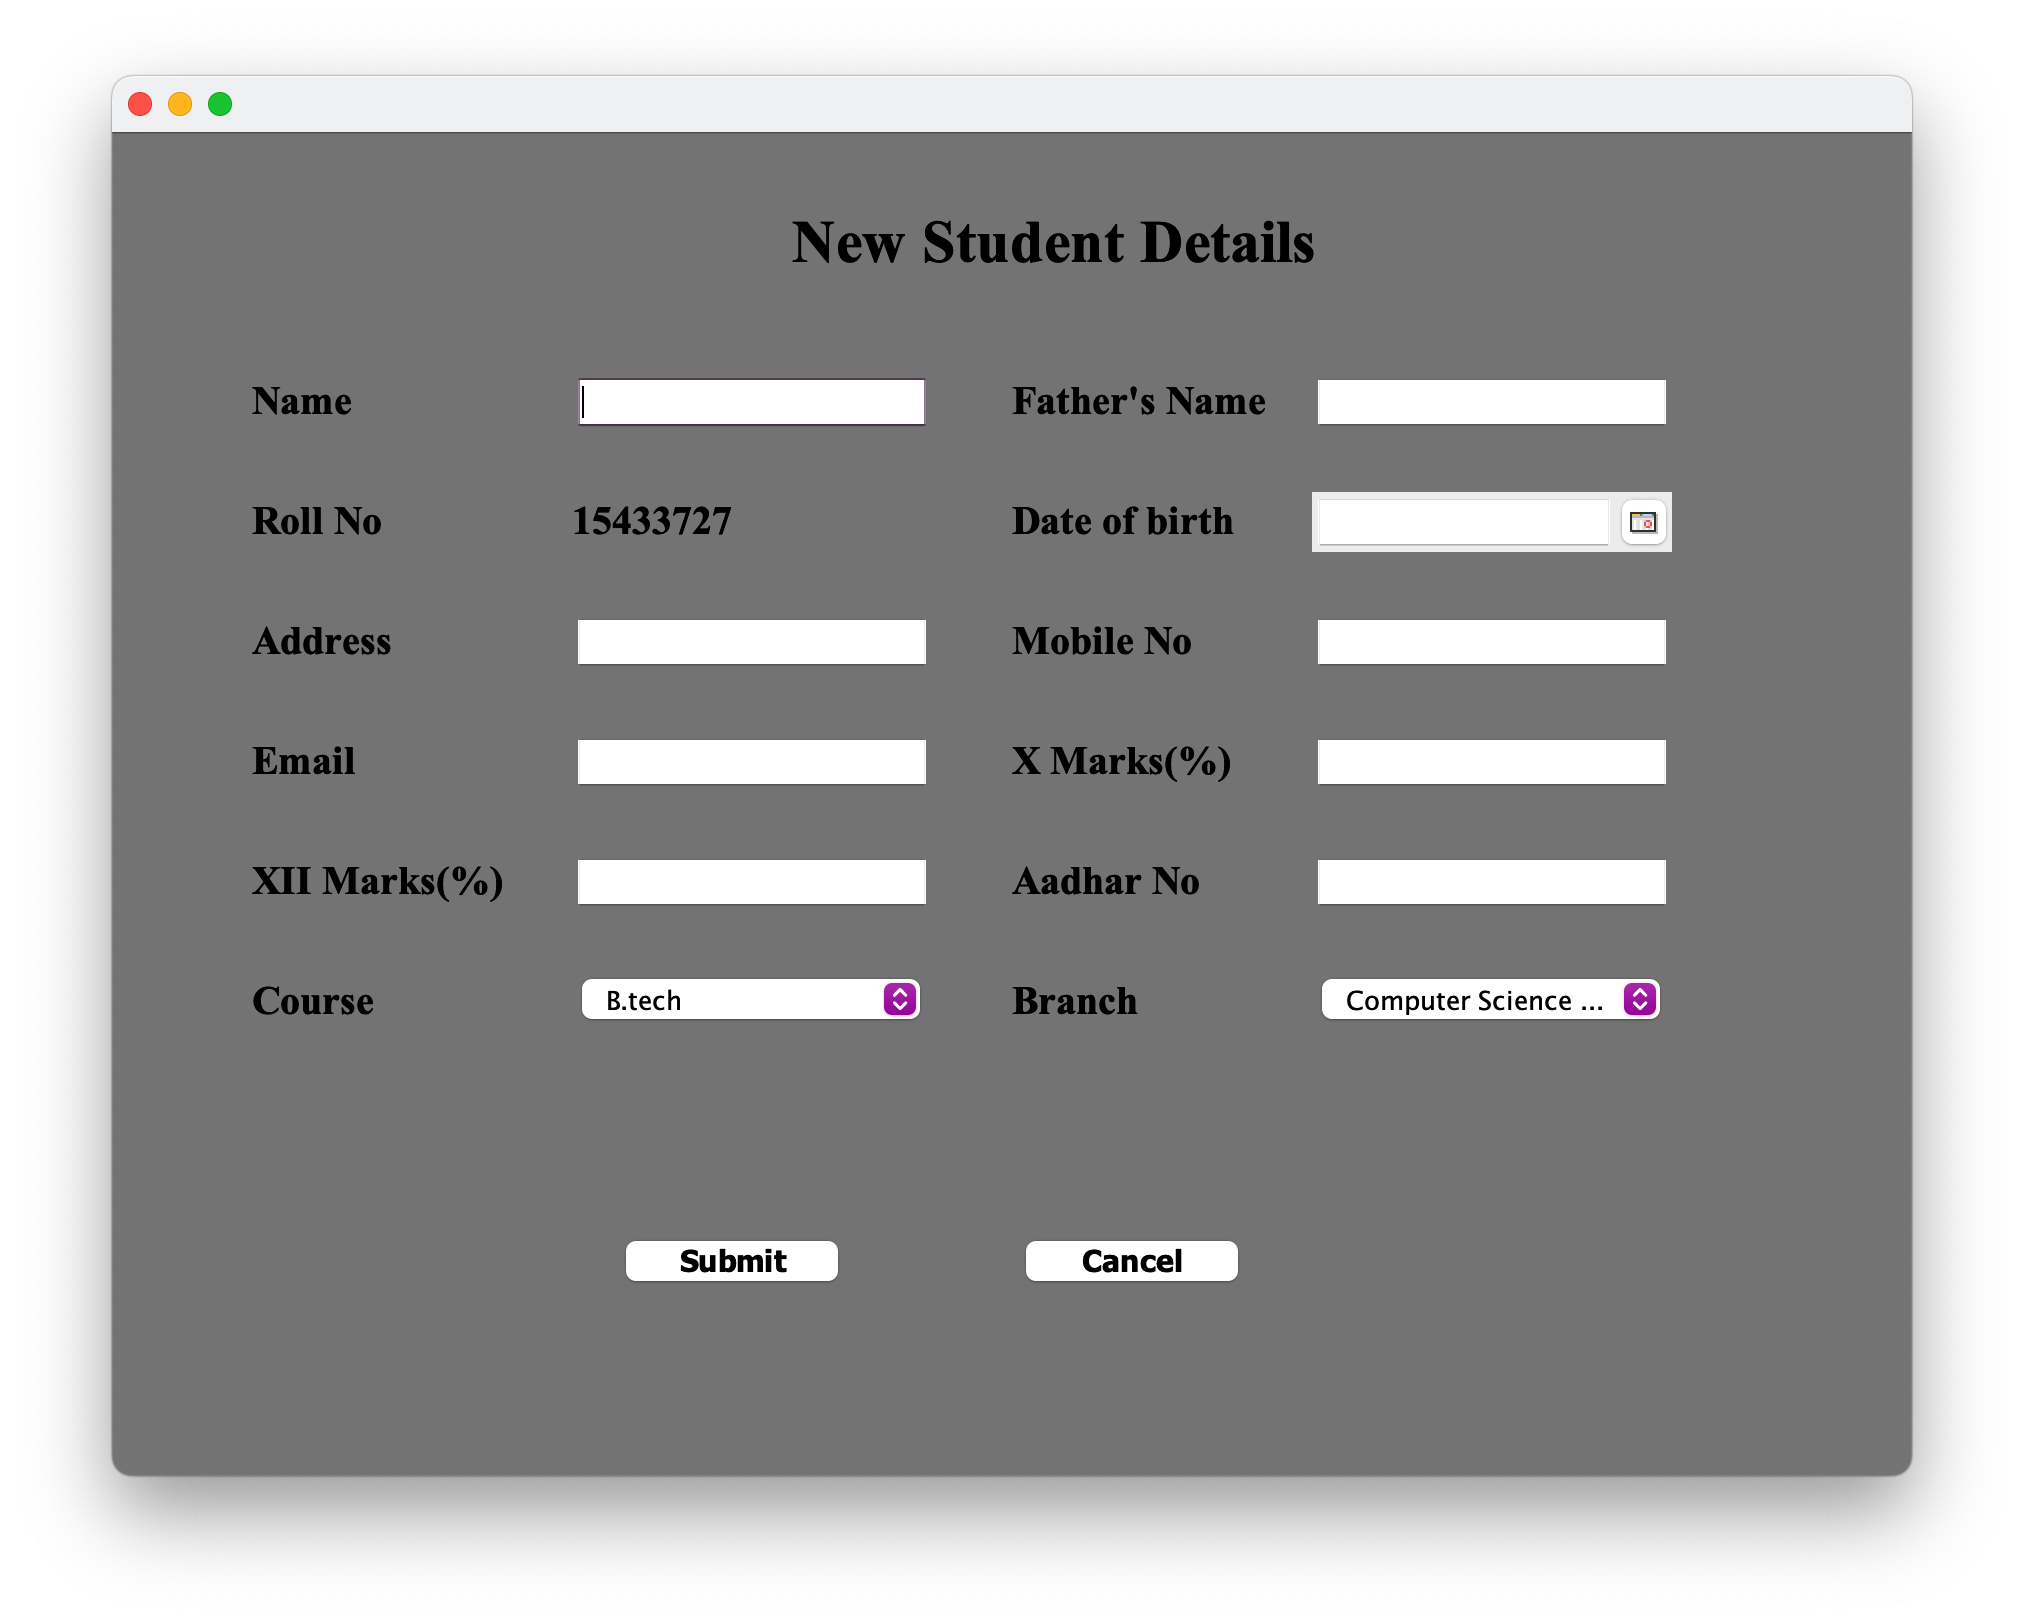 New Student Details
Name Father's Name
Roll No 15433727 Date of birth
Address Mobile No
Email X Marks(%)
XII Marks(%) Aadhar No
Course B.tech Branch Computer Science ...
Submit Cancel